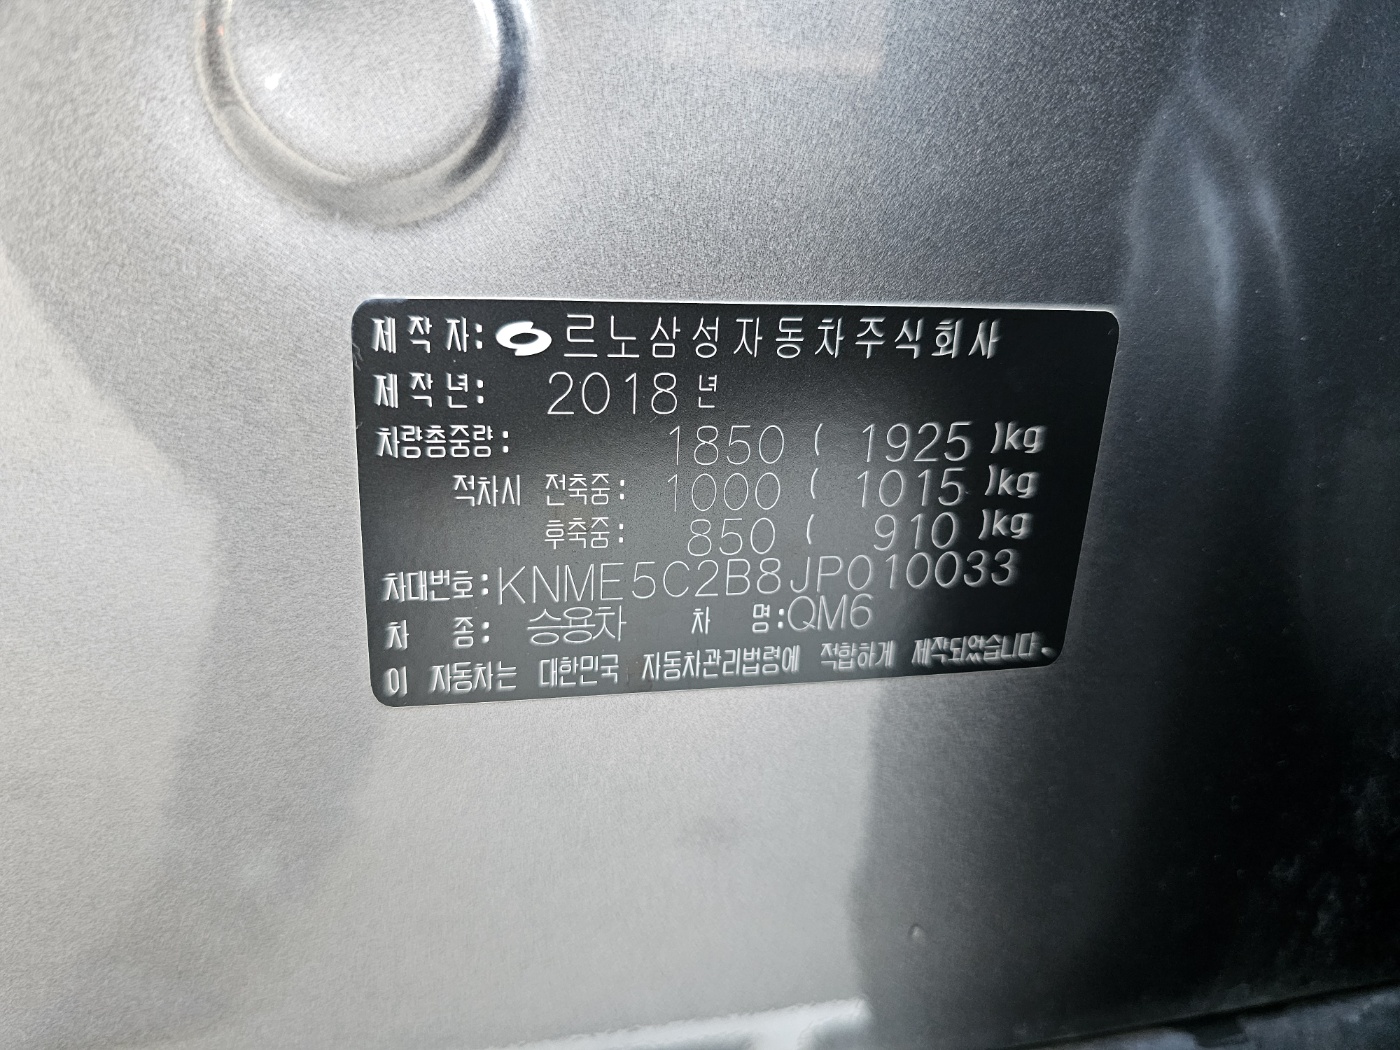 제 작 자: 르노삼성자동차주식회사
제 작 년: 2018 년
차량총중량: 1850 ( 1925 )kg
적차시 전축중: 1000 ( 1015 )kg
후축중: 850 ( 910 )kg
차대번호:KNME5C2B8JP010033
차 종: 승용차 차 명:QM6
이 자동차는 대한민국 자동차관리법령에 적합하게 제작되었습니다.